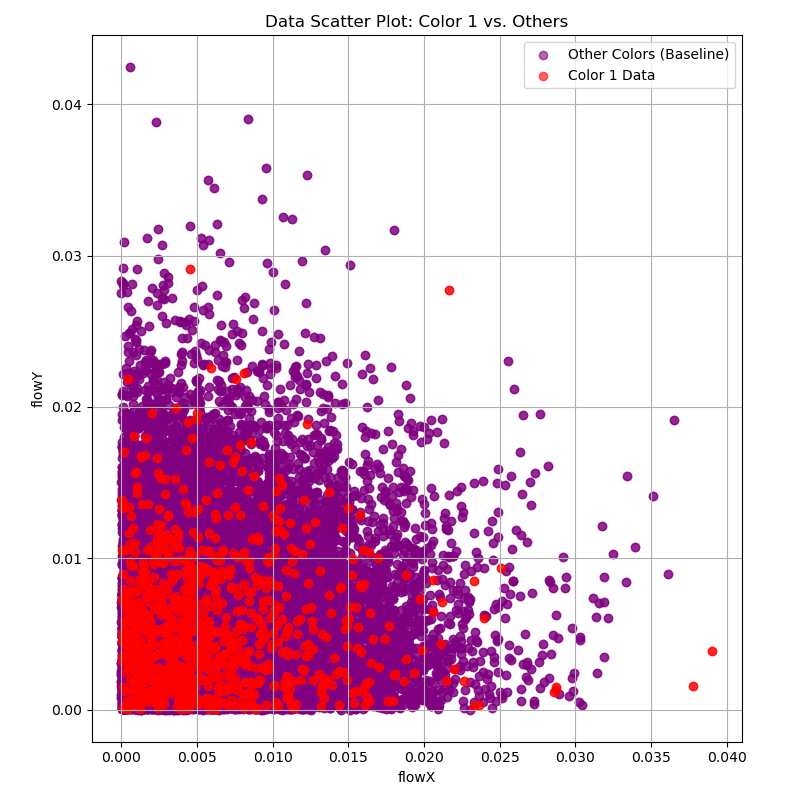 Data Scatter Plot: Color 1 vs. Others
Other Colors (Baseline)
Color 1 Data
flowY
0.04
0.03
0.02
0.01
0.00
0.000 0.005 0.010 0.015 0.020 0.025 0.030 0.035 0.040
flowX